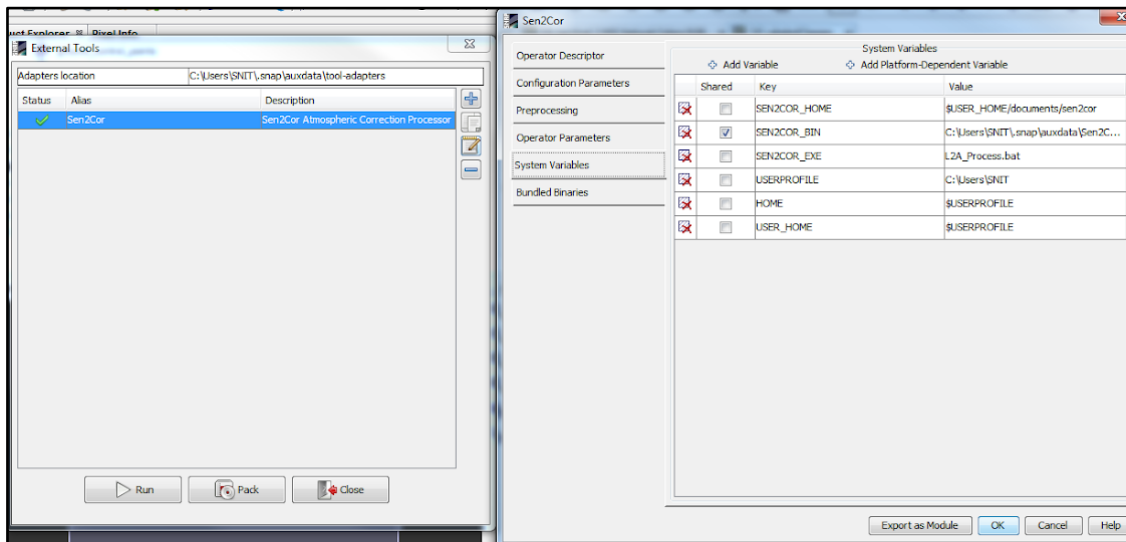 Pixel Info
External Tools
Adapters location C:\Users\SNIT\.snap\auxdata\tool-adapters
Status Alias Description
Sen2Cor Sen2Cor Atmospheric Correction Processor
Run Pack Close
Sen2Cor
Operator Descriptor
Configuration Parameters
Preprocessing
Operator Parameters
System Variables
Bundled Binaries
System Variables
Add Variable Add Platform-Dependent Variable
Shared Key Value
SEN2COR_HOME $USER_HOME/documents/sen2cor
SEN2COR_BIN C:\Users\SNIT\.snap\auxdata\Sen2C...
SEN2COR_EXE L2A_Process.bat
USERPROFILE C:\Users\SNIT
HOME $USERPROFILE
USER_HOME $USERPROFILE
Export as Module OK Cancel Help